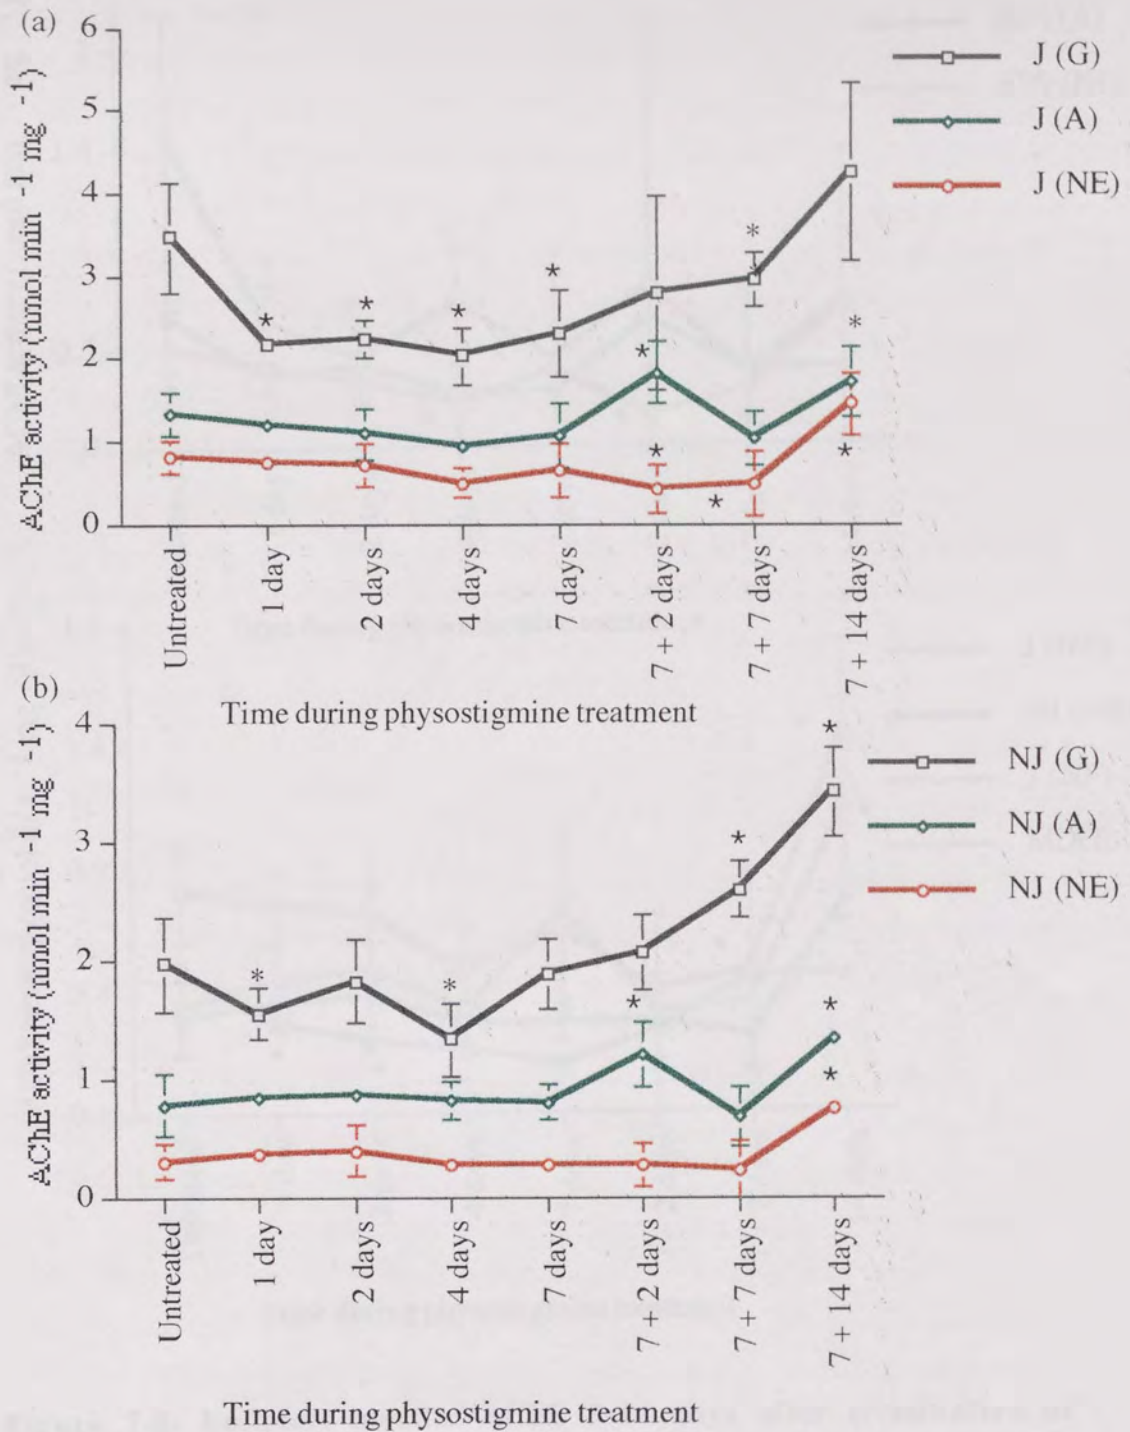 (a)
6
5
4
3
2
1
0
AChE activity (nmol min -1 mg -1)
J (G)
J (A)
J (NE)
*
*
*
*
*
*
*
*
*
*
Untreated
1 day
2 days
4 days
7 days
7 + 2 days
7 + 7 days
7 + 14 days
Time during physostigmine treatment
(b)
4
3
2
1
0
AChE activity (nmol min -1 mg -1)
NJ (G)
NJ (A)
NJ (NE)
*
*
*
*
*
*
*
Untreated
1 day
2 days
4 days
7 days
7 + 2 days
7 + 7 days
7 + 14 days
Time during physostigmine treatment